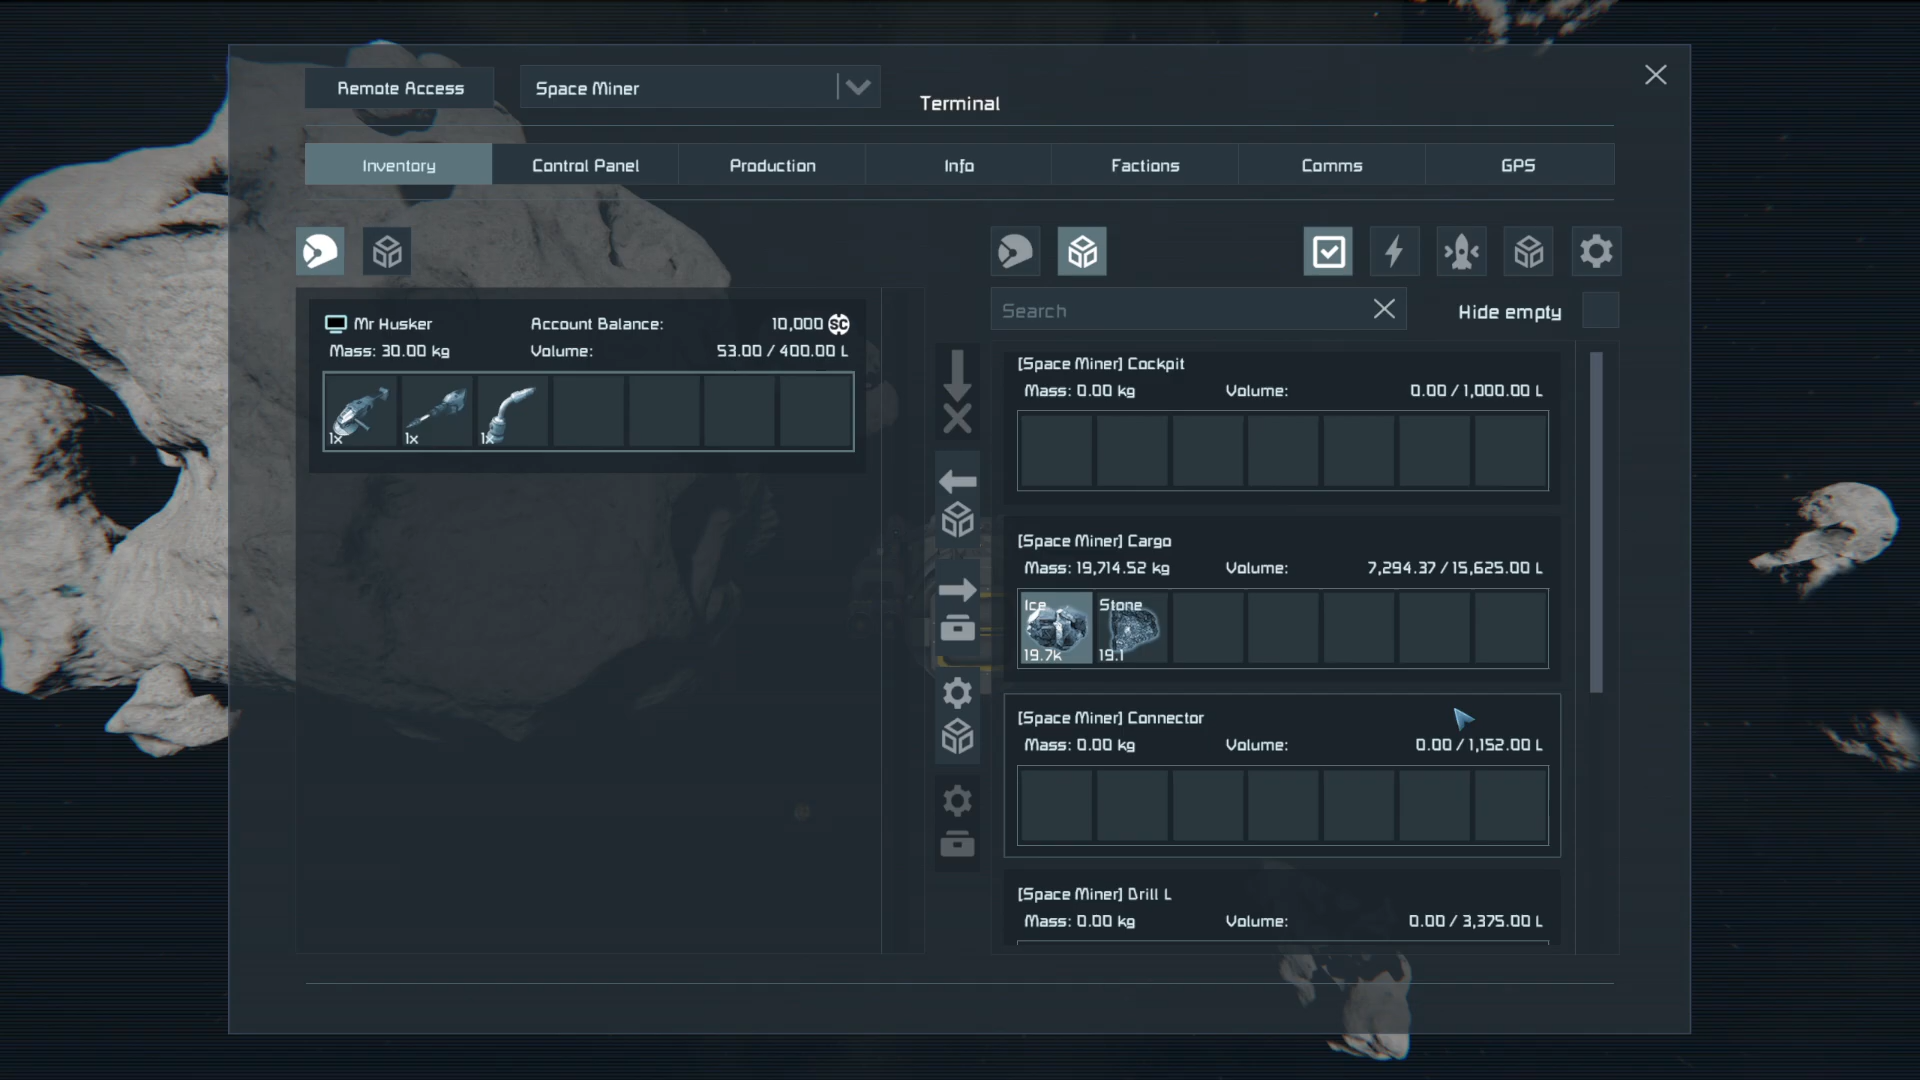 Remote Access
Space Miner
Terminal
Inventory
Control Panel
Production
Info
Factions
Comms
GPS
Mr Husker
Account Balance:
10,000 SC
Mass: 30.00 kg
Volume:
53.00 / 400.00 L
1x
1x
1x
Search
Hide empty
[Space Miner] Cockpit
Mass: 0.00 kg
Volume:
0.00 / 1,000.00 L
[Space Miner] Cargo
Mass: 19,714.52 kg
Volume:
7,294.37 / 15,625.00 L
Ice
Stone
19.7k
19.1
[Space Miner] Connector
Mass: 0.00 kg
Volume:
0.00 / 1,152.00 L
[Space Miner] Drill L
Mass: 0.00 kg
Volume:
0.00 / 3,375.00 L